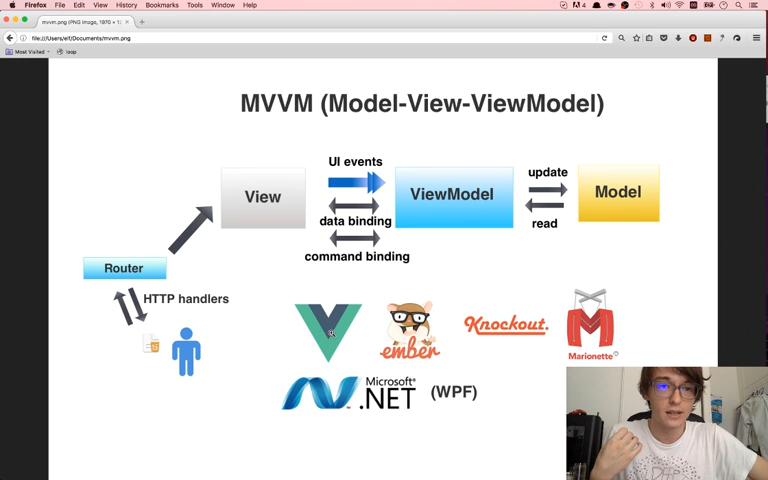 Firefox File Edit View History Bookmarks Tools Window Help
mvvm.png (PNG Image, 1970 × 12
file:///Users/elf/Documents/mvvm.png
Most Visited loop
MVVM (Model-View-ViewModel)
UI events
View
ViewModel
update
Model
data binding
read
command binding
Router
HTTP handlers
ember
Knockout.
Marionette
Microsoft®
.NET
(WPF)